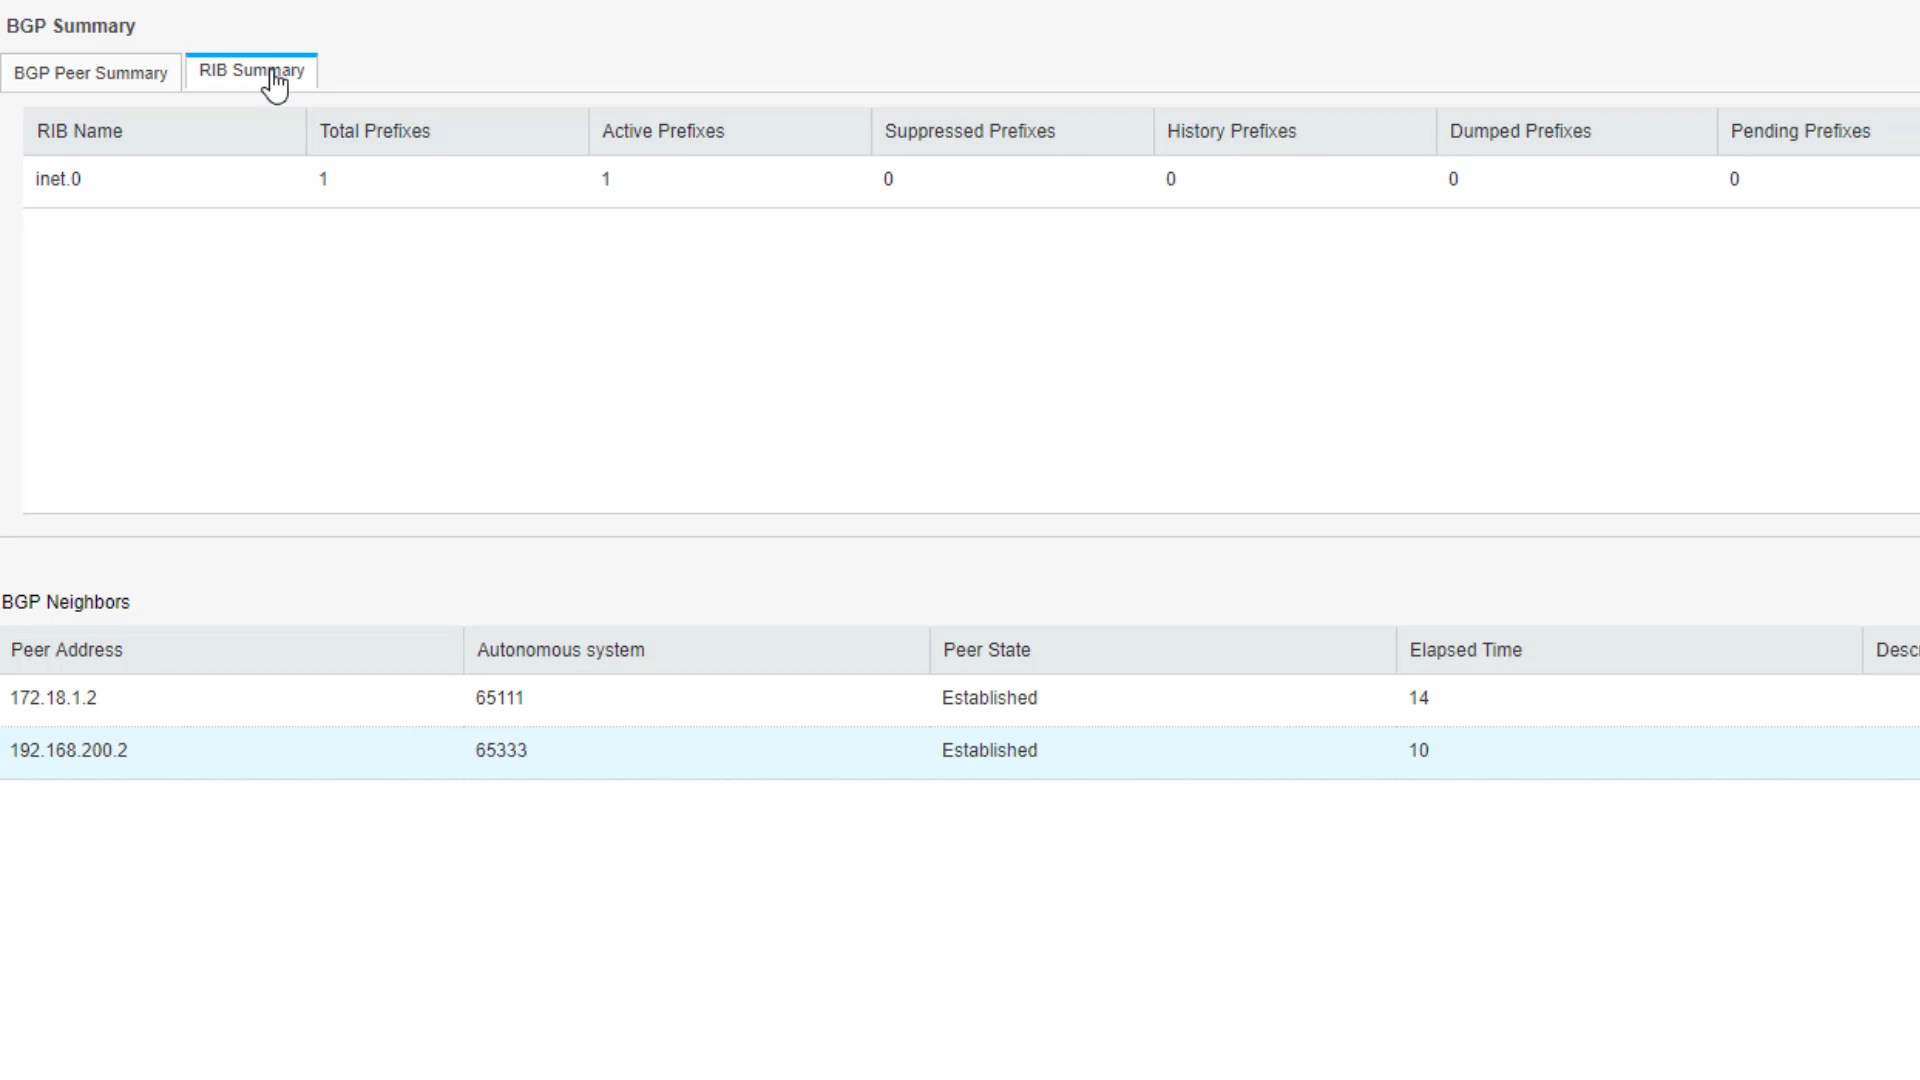 BGP Summary
BGP Peer Summary RIB Summary
RIB Name Total Prefixes Active Prefixes Suppressed Prefixes History Prefixes Dumped Prefixes Pending Prefixes
inet.0 1 1 0 0 0 0
BGP Neighbors
Peer Address Autonomous system Peer State Elapsed Time Descr
172.18.1.2 65111 Established 14
192.168.200.2 65333 Established 10